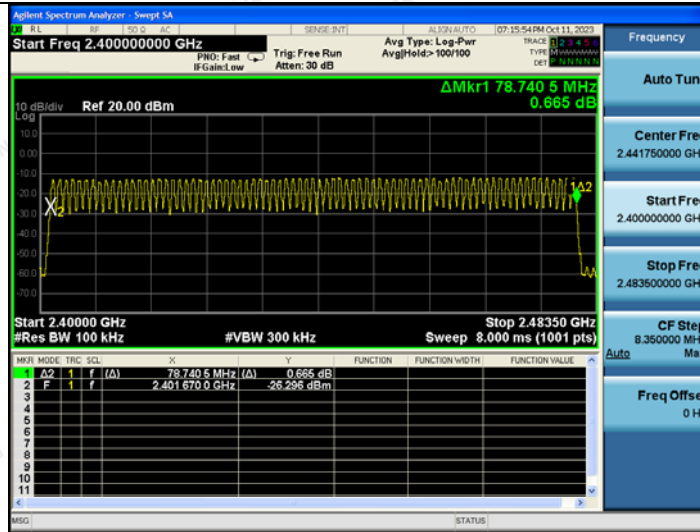 Agilent Spectrum Analyzer - Swept SA
RL RF 50 Ω AC SENSE:INT ALIGN AUTO 07:15:54 PM Oct 11, 2023
Start Freq 2.400000000 GHz
PNO: Fast
IFGain:Low
Trig: Free Run
Atten: 30 dB
Avg Type: Log-Pwr
Avg|Hold:> 100/100
TRACE 1 2 3 4 5 6
TYPE M
DET P N N N N N
ΔMkr1 78.740 5 MHz
0.665 dB
10 dB/div Ref 20.00 dBm
Log
10.0
0.00
-10.0
-20.0
-30.0
-40.0
-50.0
-60.0
-70.0
2
1Δ2
Start 2.40000 GHz
Stop 2.48350 GHz
#Res BW 100 kHz
#VBW 300 kHz
Sweep 8.000 ms (1001 pts)
MKR MODE TRC SCL X Y FUNCTION FUNCTION WIDTH FUNCTION VALUE
1 Δ2 1 f (Δ) 78.740 5 MHz (Δ) 0.665 dB
2 F 1 f 2.401 670 0 GHz -26.296 dBm
3
4
5
6
7
8
9
10
11
MSG STATUS
Frequency
Auto Tun
Center Fre
2.441750000 GH
Start Fre
2.400000000 GH
Stop Fre
2.483500000 GH
CF Step
8.350000 MH
Auto Ma
Freq Offse
0 H